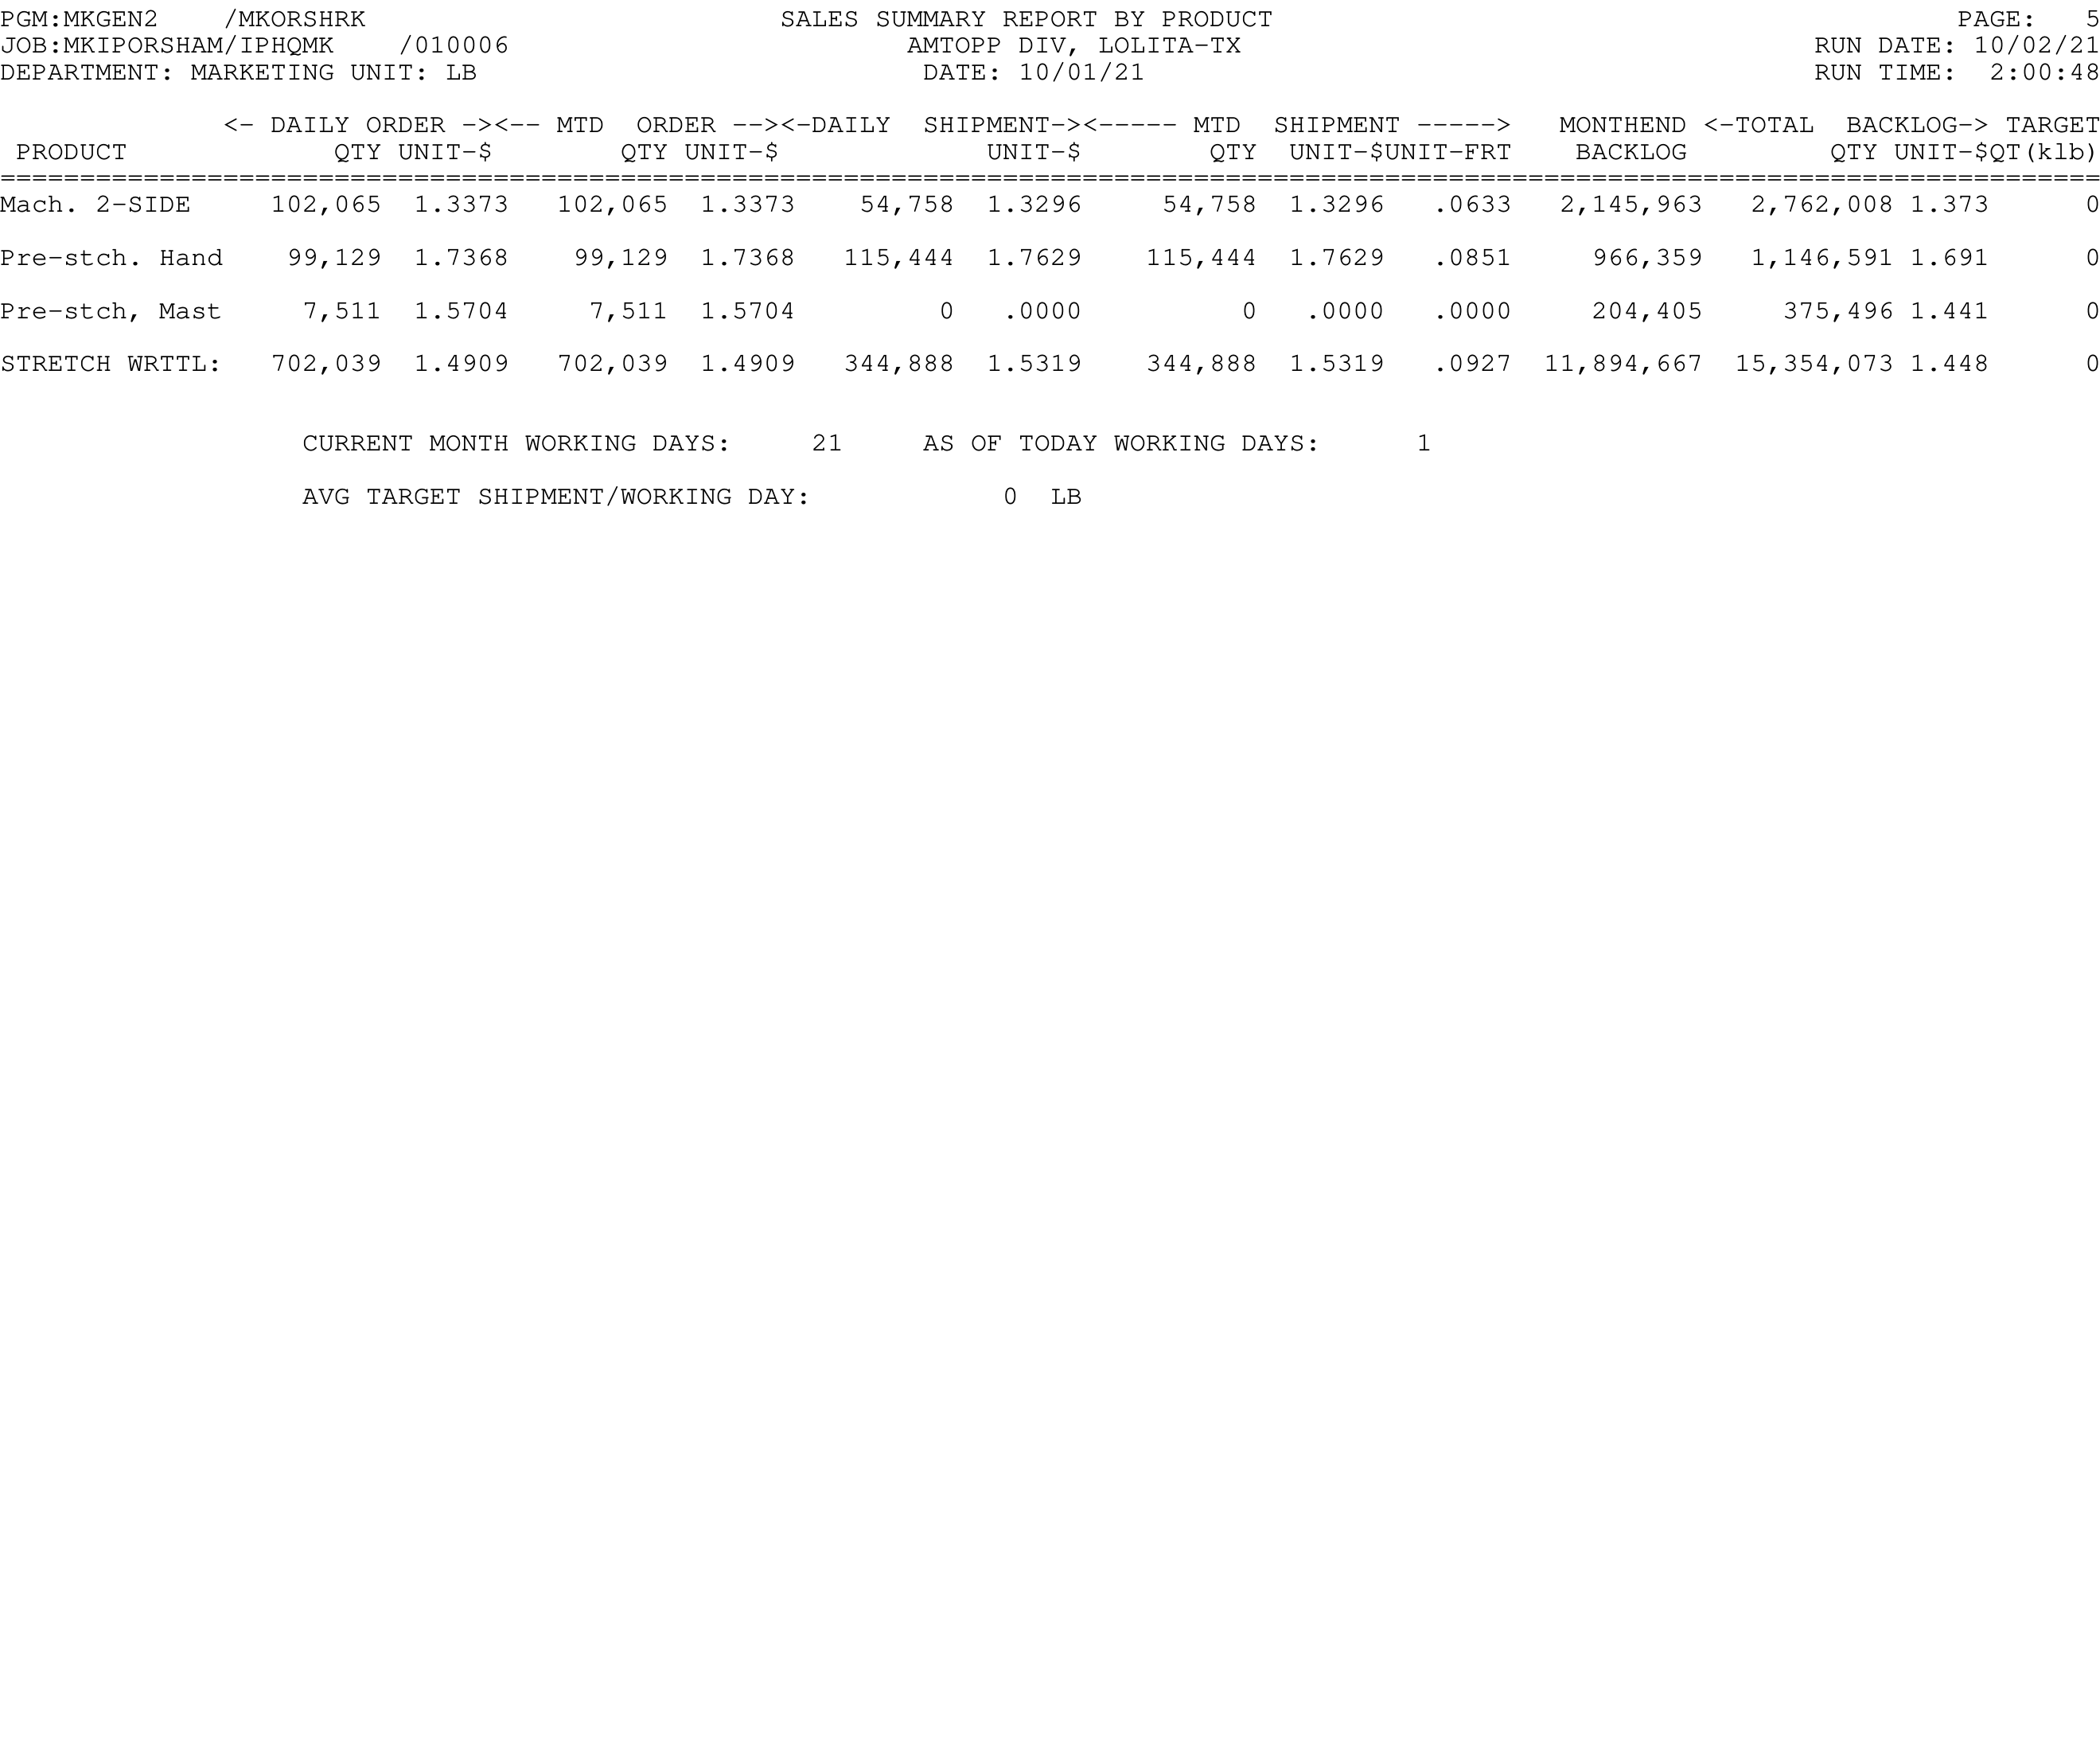 PGM:MKGEN2    /MKORSHRK                          SALES SUMMARY REPORT BY PRODUCT                                           PAGE:   5
JOB:MKIPORSHAM/IPHQMK    /010006                         AMTOPP DIV, LOLITA-TX                                    RUN DATE: 10/02/21
DEPARTMENT: MARKETING UNIT: LB                            DATE: 10/01/21                                          RUN TIME:  2:00:48
              <- DAILY ORDER -><-- MTD  ORDER --><-DAILY  SHIPMENT-><----- MTD  SHIPMENT ----->   MONTHEND <-TOTAL  BACKLOG-> TARGET
 PRODUCT             QTY UNIT-$        QTY UNIT-$             UNIT-$        QTY  UNIT-$UNIT-FRT    BACKLOG         QTY UNIT-$QT(klb)
====================================================================================================================================
Mach. 2-SIDE     102,065  1.3373   102,065  1.3373    54,758  1.3296     54,758  1.3296   .0633   2,145,963   2,762,008 1.373      0
Pre-stch. Hand    99,129  1.7368    99,129  1.7368   115,444  1.7629    115,444  1.7629   .0851     966,359   1,146,591 1.691      0
Pre-stch, Mast     7,511  1.5704     7,511  1.5704         0   .0000          0   .0000   .0000     204,405     375,496 1.441      0
STRETCH WRTTL:   702,039  1.4909   702,039  1.4909   344,888  1.5319    344,888  1.5319   .0927  11,894,667  15,354,073 1.448      0
CURRENT MONTH WORKING DAYS:     21     AS OF TODAY WORKING DAYS:      1
AVG TARGET SHIPMENT/WORKING DAY:            0  LB